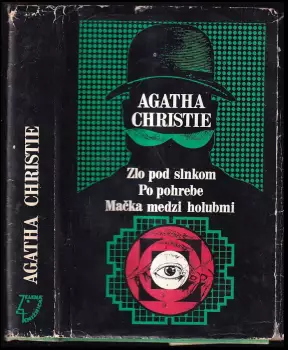 AGATHA CHRISTIE
AGATHA
CHRISTIE
Zlo pod slnkom
Po pohrebe
Mačka medzi holubmi